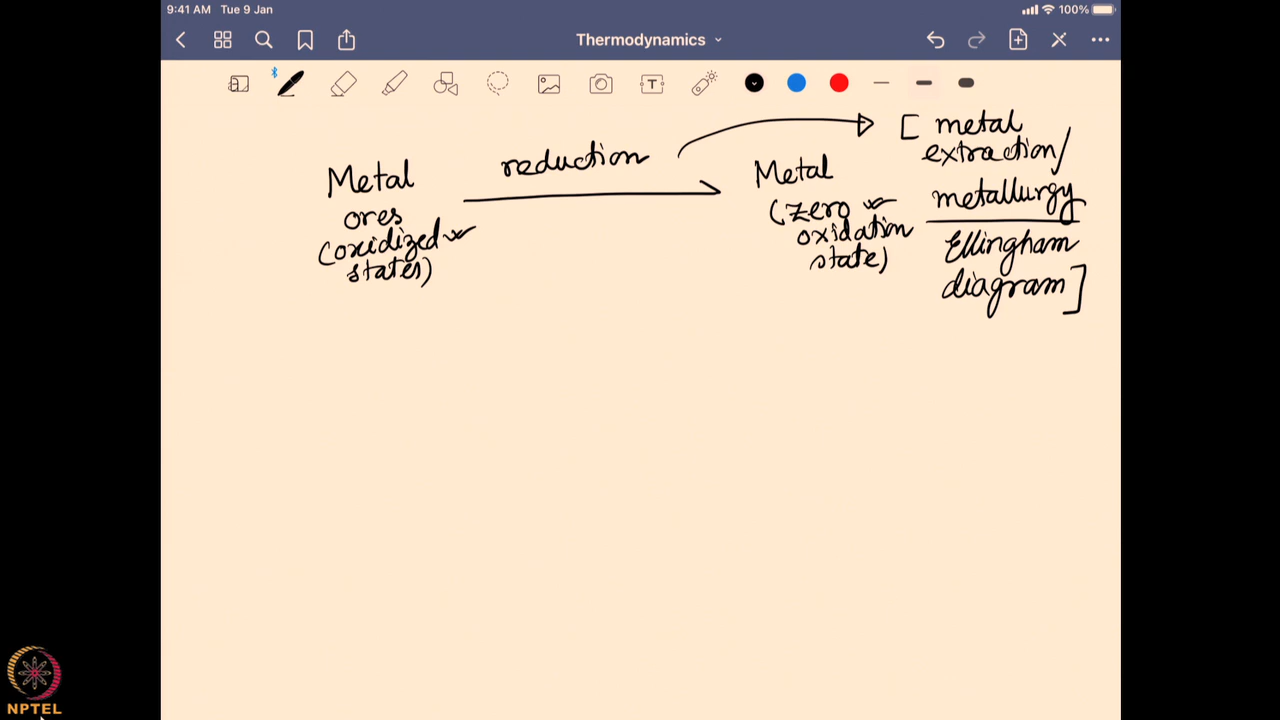 9:41 AM Tue 9 Jan
100%
Thermodynamics
Metal
ores
(oxidized
states)
reduction
Metal
(zero
oxidation
state)
[ metal
extraction/
metallurgy
Ellingham
diagram]
NPTEL